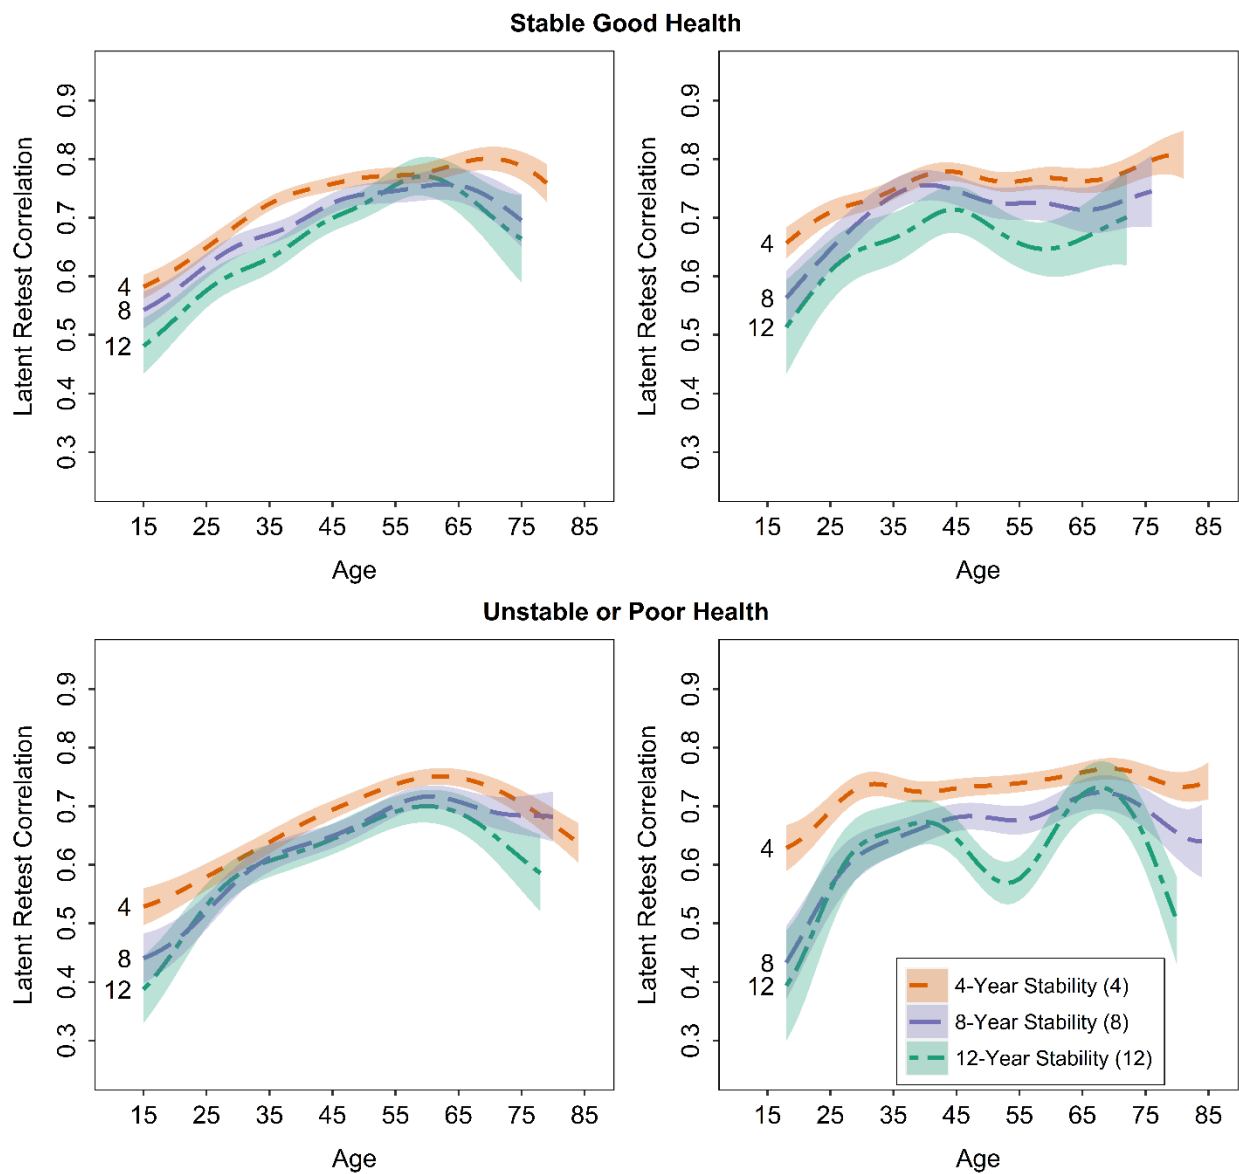 Stable Good Health
Latent Retest Correlation
0.9
0.8
0.7
0.6
0.5
0.4
0.3
4
8
12
15 25 35 45 55 65 75 85
Age
Latent Retest Correlation
0.9
0.8
0.7
0.6
0.5
0.4
0.3
4
8
12
15 25 35 45 55 65 75 85
Age
Unstable or Poor Health
Latent Retest Correlation
0.9
0.8
0.7
0.6
0.5
0.4
0.3
4
8
12
15 25 35 45 55 65 75 85
Age
Latent Retest Correlation
0.9
0.8
0.7
0.6
0.5
0.4
0.3
4
8
12
4-Year Stability (4)
8-Year Stability (8)
12-Year Stability (12)
15 25 35 45 55 65 75 85
Age